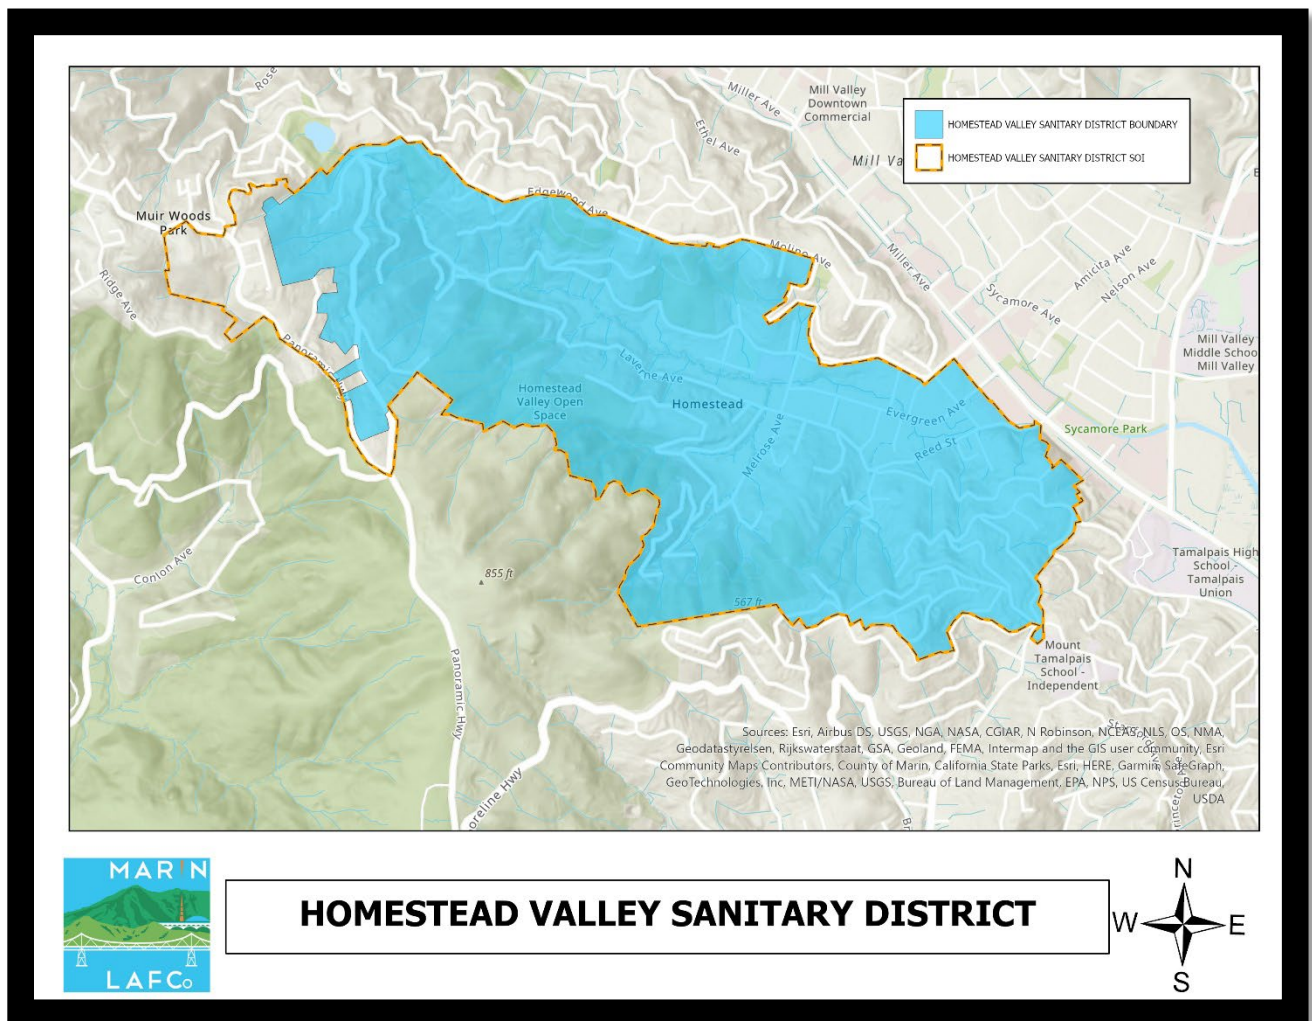 Rose
Miller Ave
Mill Valley
Downtown
Commercial
HOMESTEAD VALLEY SANITARY DISTRICT BOUNDARY
HOMESTEAD VALLEY SANITARY DISTRICT SOI
Ethel Ave
Mill Va
Edgewood Ave
Muir Woods
Park
Molino Ave
Miller Ave
Amicita Ave
Nelson Ave
Ridge Ave
Sycamore Ave
Panoramic Hwy
Mill Valley
Middle Schoo
Mill Valley
Laverne Ave
Homestead
Valley Open
Space
Homestead
Evergreen Ave
Melrose Ave
Reed St
Sycamore Park
Conlon Ave
855 ft
567 ft
Tamalpais High
School -
Tamalpais
Union
Mount
Tamalpais
School -
Independent
Panoramic Hwy
oreline Hwy
Sources: Esri, Airbus DS, USGS, NGA, NASA, CGIAR, N Robinson, NCEAS, NLS, OS, NMA,
Geodatastyrelsen, Rijkswaterstaat, GSA, Geoland, FEMA, Intermap and the GIS user community, Esri
Community Maps Contributors, County of Marin, California State Parks, Esri, HERE, Garmin, SafeGraph,
GeoTechnologies, Inc, METI/NASA, USGS, Bureau of Land Management, EPA, NPS, US Census Bureau,
USDA
MARIN
LAFCo
HOMESTEAD VALLEY SANITARY DISTRICT
N
W
E
S